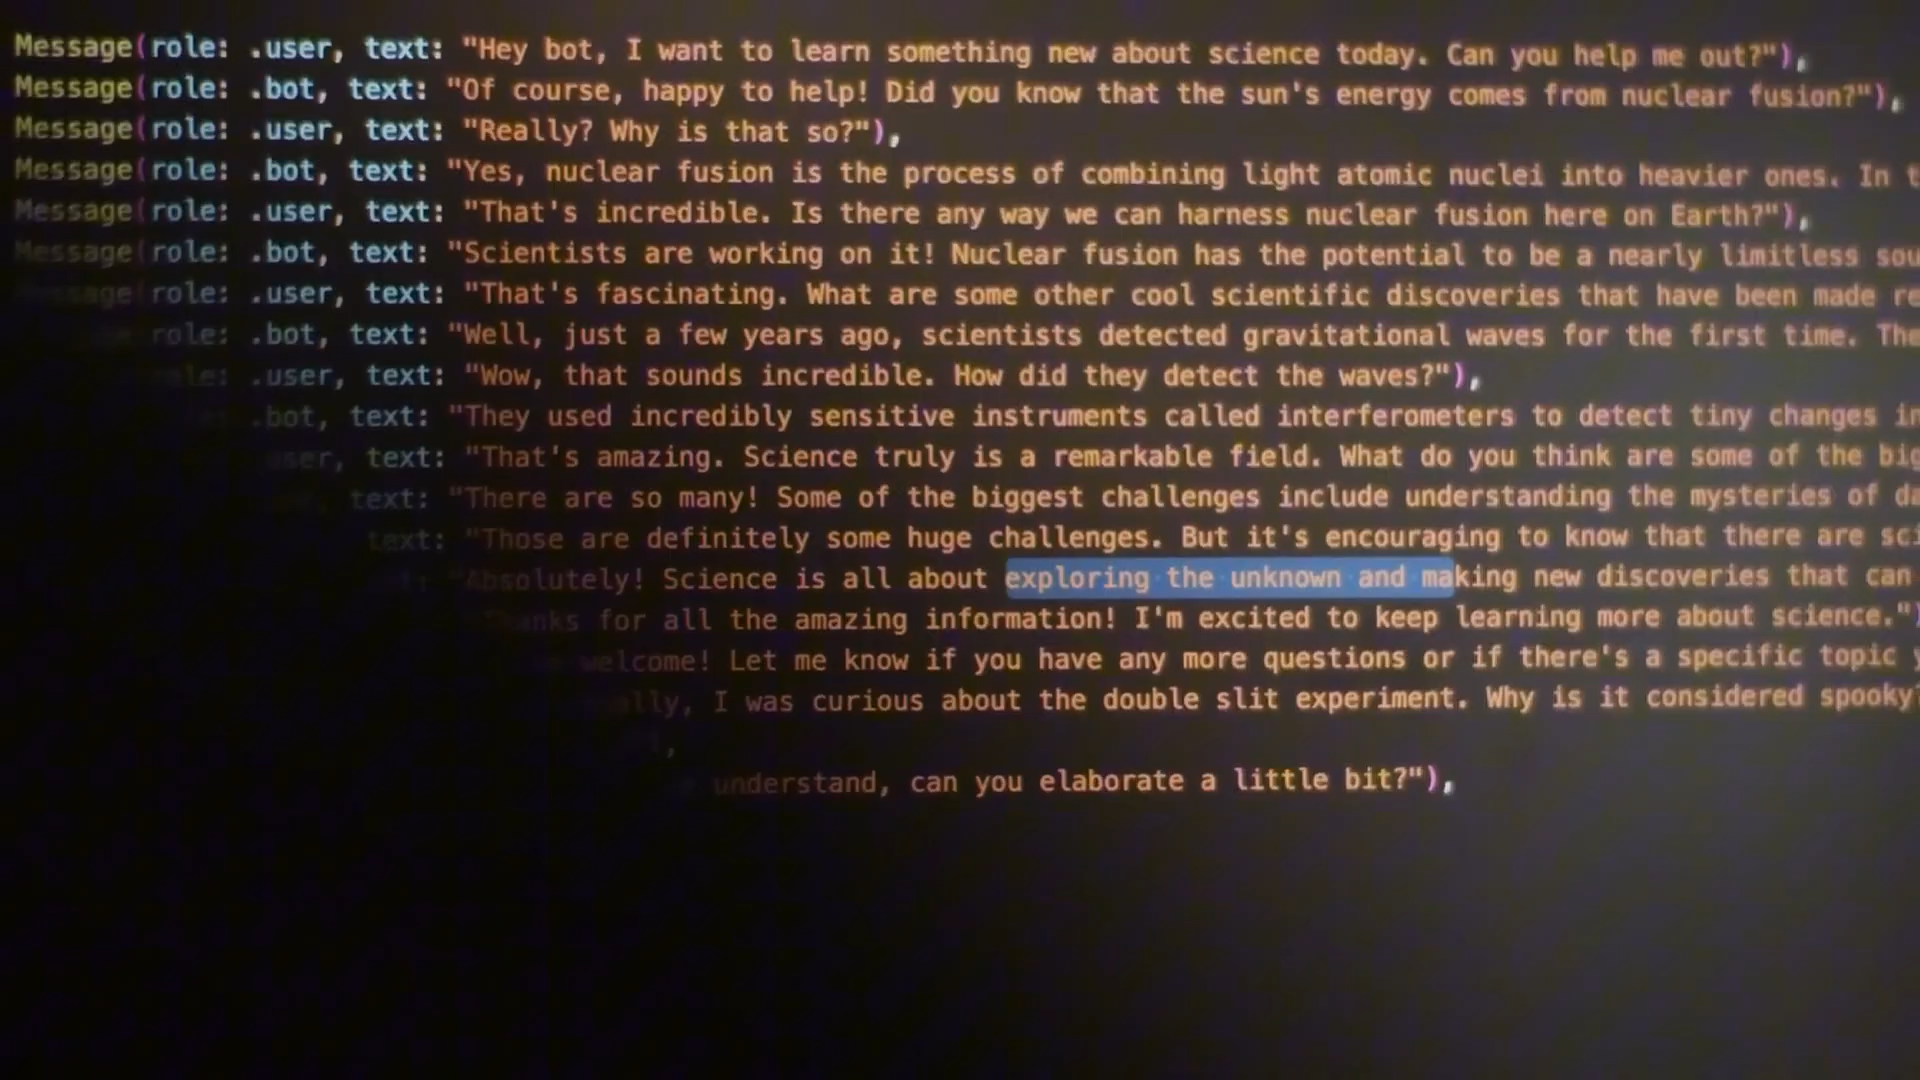 Message(role: .user, text: "Hey bot, I want to learn something new about science today. Can you help me out?"),
Message(role: .bot, text: "Of course, happy to help! Did you know that the sun's energy comes from nuclear fusion?"),
Message(role: .user, text: "Really? Why is that so?"),
Message(role: .bot, text: "Yes, nuclear fusion is the process of combining light atomic nuclei into heavier ones. In
Message(role: .user, text: "That's incredible. Is there any way we can harness nuclear fusion here on Earth?"),
Message(role: .bot, text: "Scientists are working on it! Nuclear fusion has the potential to be a nearly limitless
Message(role: .user, text: "That's fascinating. What are some other cool scientific discoveries that have been made
role: .bot, text: "Well, just a few years ago, scientists detected gravitational waves for the first time.
role: .user, text: "Wow, that sounds incredible. How did they detect the waves?"),
.bot, text: "They used incredibly sensitive instruments called interferometers to detect tiny changes
user, text: "That's amazing. Science truly is a remarkable field. What do you think are some of the
text: "There are so many! Some of the biggest challenges include understanding the mysteries of
text: "Those are definitely some huge challenges. But it's encouraging to know that there are
"Absolutely! Science is all about exploring the unknown and making new discoveries that can
Thanks for all the amazing information! I'm excited to keep learning more about science.")
welcome! Let me know if you have any more questions or if there's a specific topic
I was curious about the double slit experiment. Why is it considered spooky?
understand, can you elaborate a little bit?"),